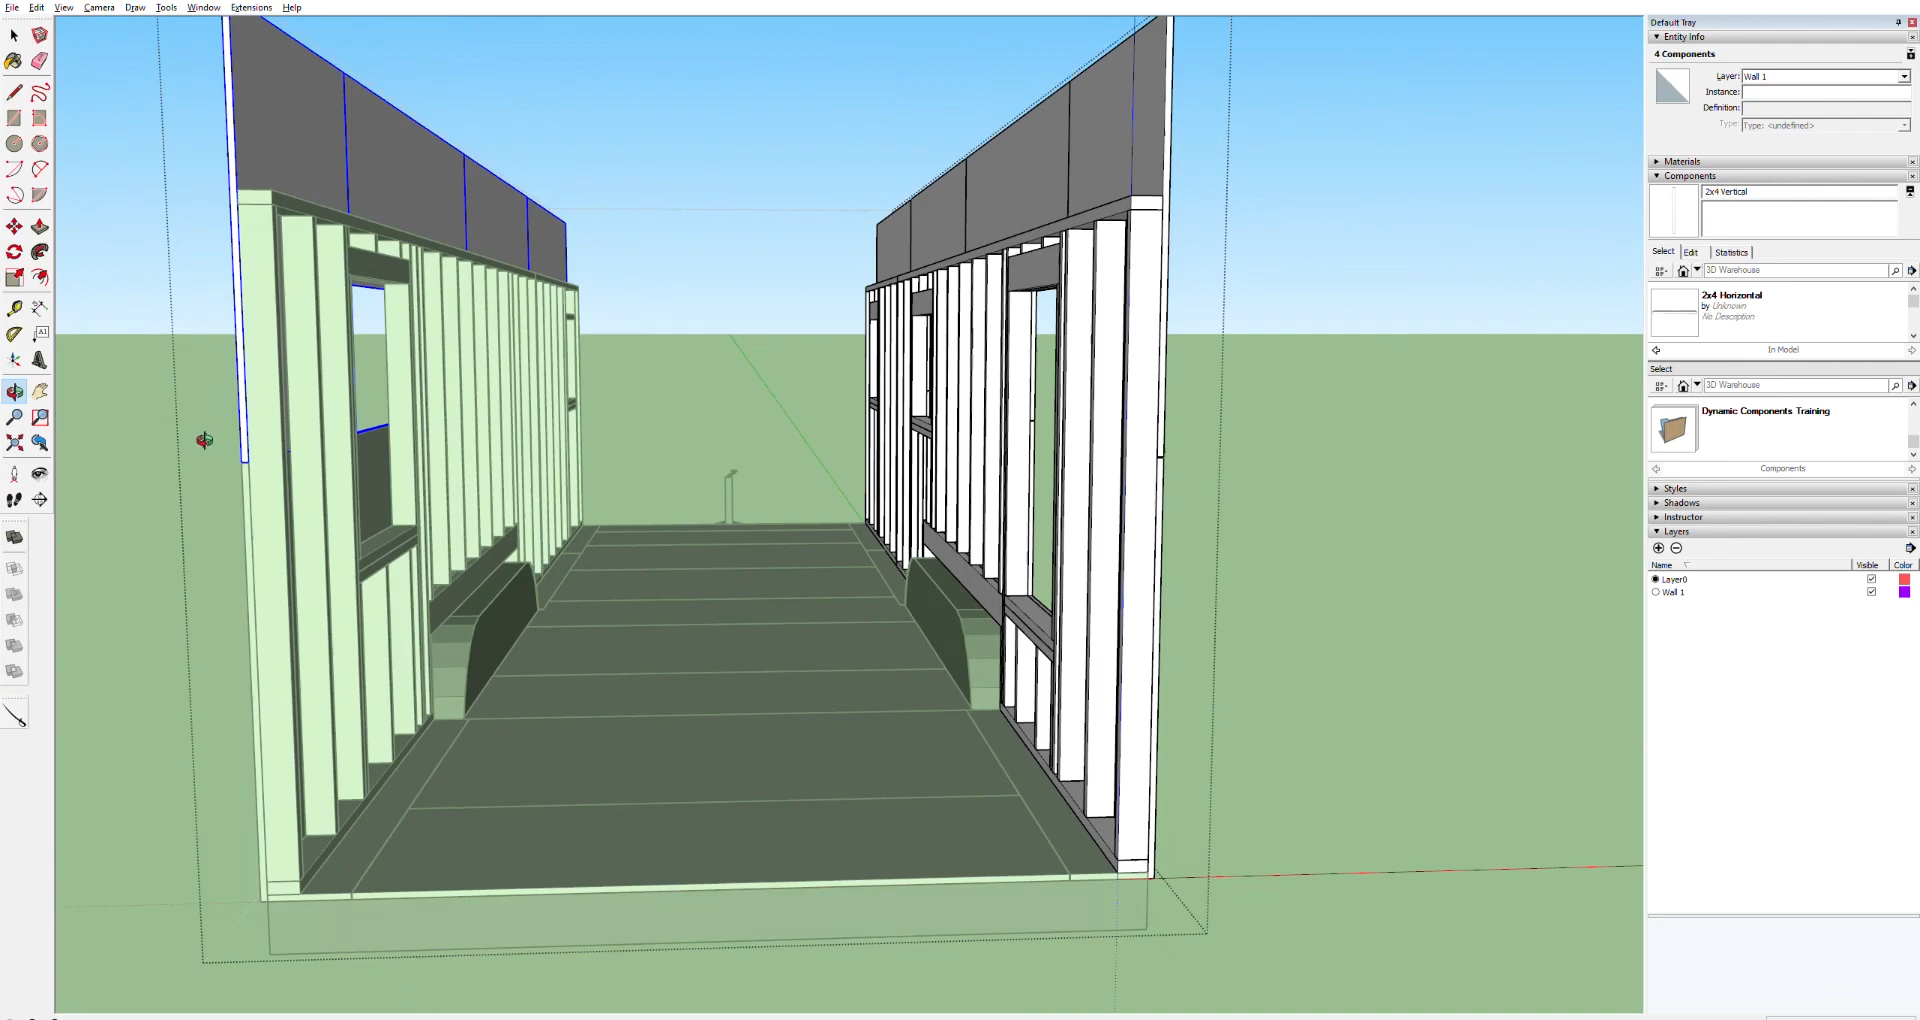 File Edit View Camera Draw Tools Window Extensions Help
Default Tray
Entity Info
4 Components
Layer: Wall 1
Instance:
Definition:
Type: Type: <undefined>
Materials
Components
2x4 Vertical
Select Edit Statistics
3D Warehouse
2x4 Horizontal
by Unknown
No Description
In Model
Select
3D Warehouse
Dynamic Components Training
Components
Styles
Shadows
Instructor
Layers
Name Visible Color
Layer0
Wall 1